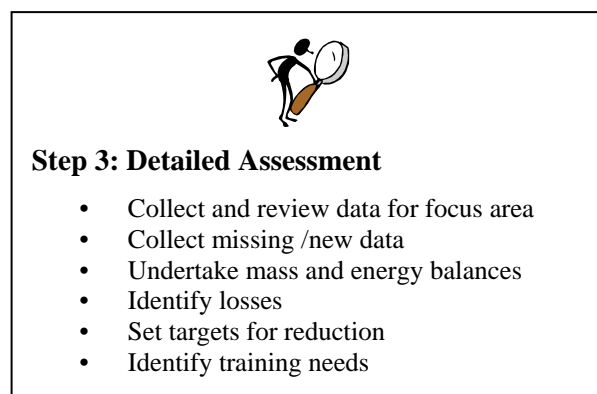 Step 3: Detailed Assessment
• Collect and review data for focus area
• Collect missing /new data
• Undertake mass and energy balances
• Identify losses
• Set targets for reduction
• Identify training needs